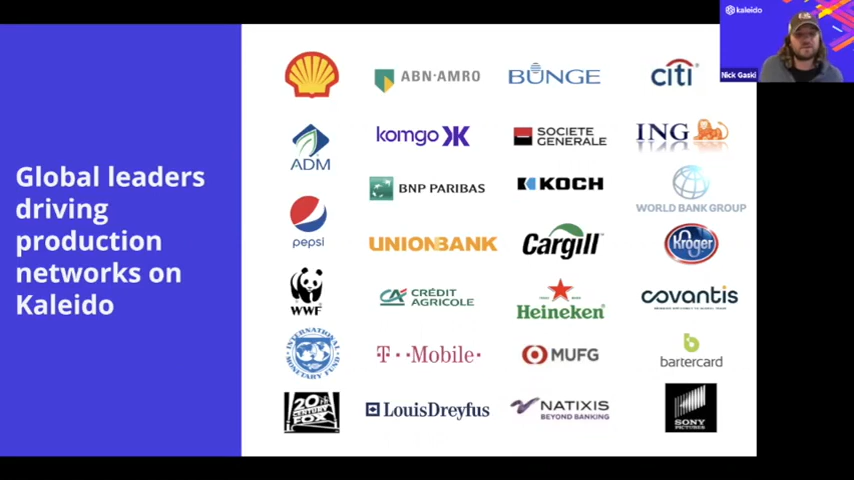 kaleido
Nick Gaski
Global leaders
driving
production
networks on
Kaleido
ABN·AMRO
BUNGE
citi
ADM
komgo
SOCIETE
GENERALE
ING
BNP PARIBAS
KOCH
WORLD BANK GROUP
pepsi
UNIONBANK
Cargill
Kroger
WWF
CRÉDIT
AGRICOLE
Heineken
covantis
INTERNATIONAL
MONETARY FUND
T··Mobile·
MUFG
bartercard
20th
CENTURY
FOX
LouisDreyfus
NATIXIS
BEYOND BANKING
SONY
PICTURES